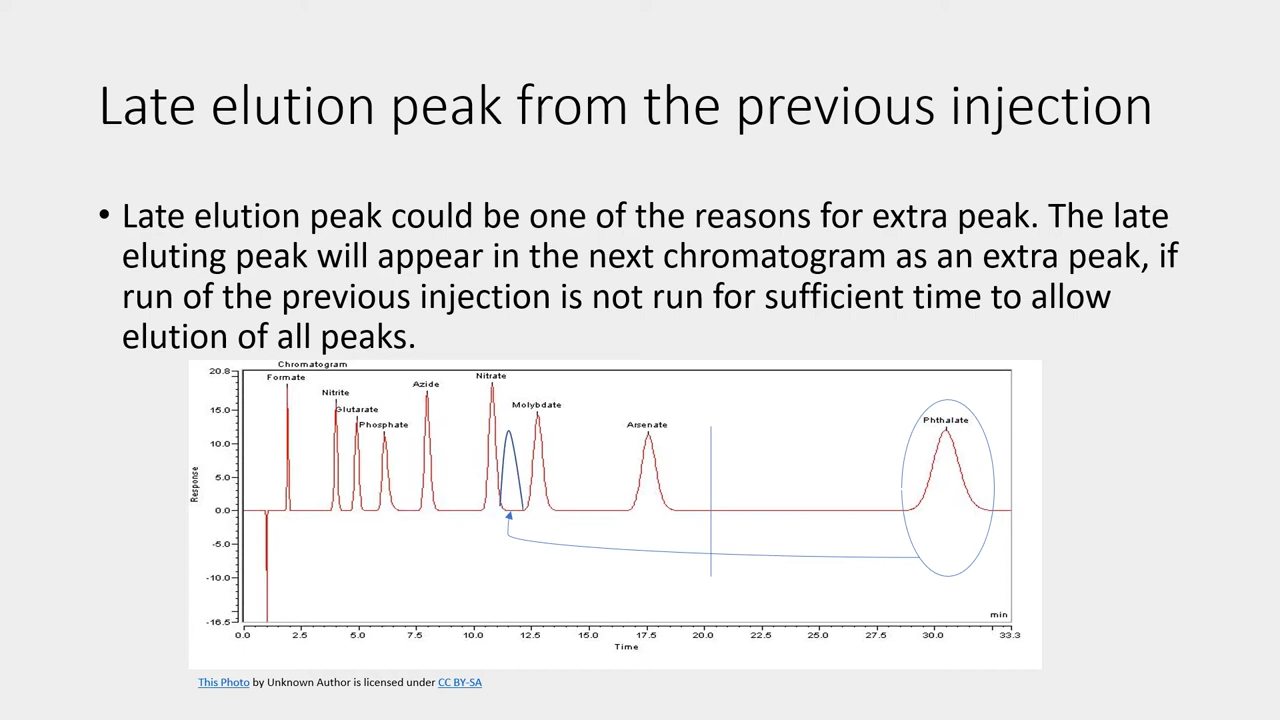 Late elution peak from the previous injection
• Late elution peak could be one of the reasons for extra peak. The late
eluting peak will appear in the next chromatogram as an extra peak, if
run of the previous injection is not run for sufficient time to allow
elution of all peaks.
Chromatogram
20.8
Formate
Nitrite
Glutarate
Phosphate
Azide
Nitrate
Molybdate
Arsenate
Phthalate
15.0
10.0
5.0
0.0
-5.0
-10.0
-16.5
Response
min
0.0 2.5 5.0 7.5 10.0 12.5 15.0 17.5 20.0 22.5 25.0 27.5 30.0 33.3
Time
This Photo by Unknown Author is licensed under CC BY-SA